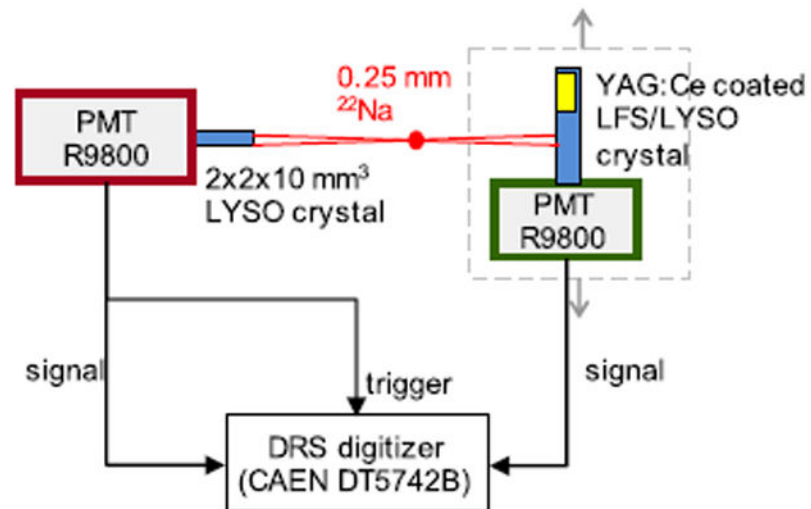 0.25 mm
²²Na
YAG:Ce coated
LFS/LYSO
crystal
PMT
R9800
2x2x10 mm³
LYSO crystal
PMT
R9800
signal
trigger
signal
DRS digitizer
(CAEN DT5742B)